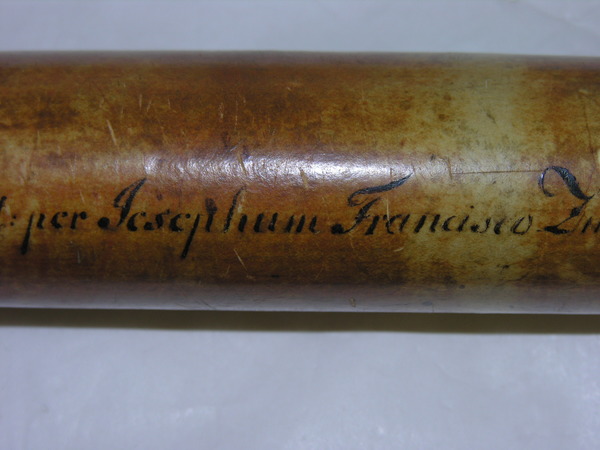 : per Josephum Francisco